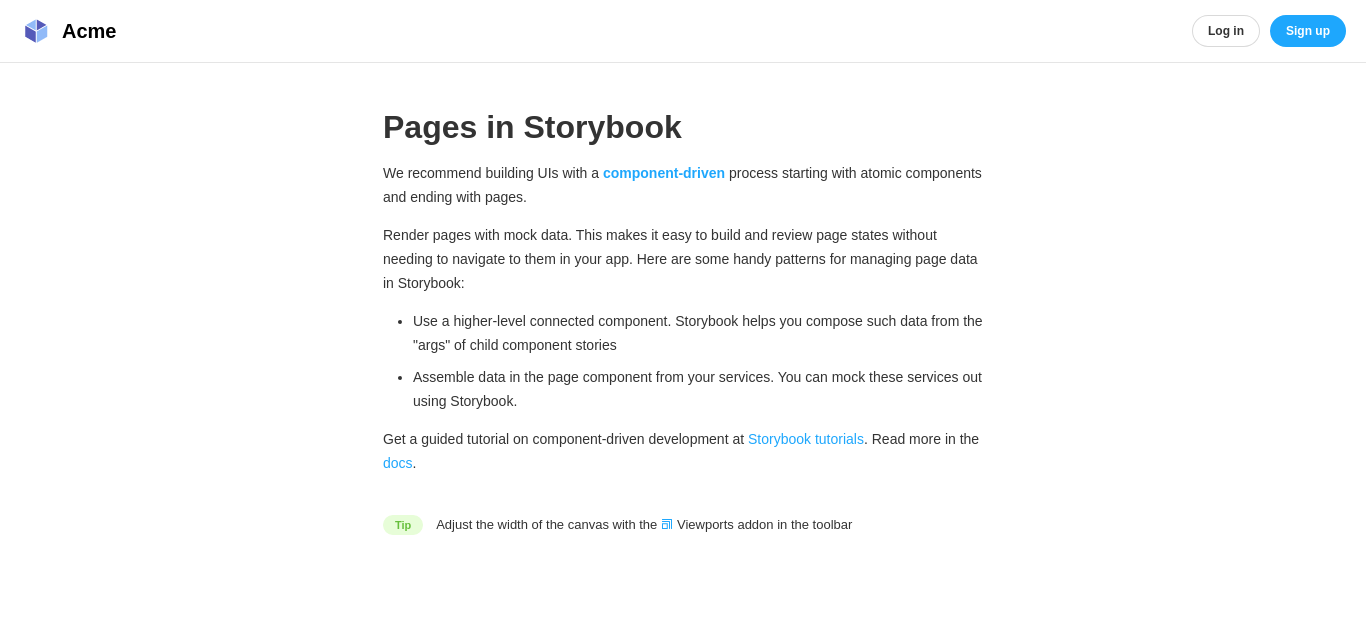 Acme
Log in
Sign up
Pages in Storybook
We recommend building UIs with a component-driven process starting with atomic components
and ending with pages.
Render pages with mock data. This makes it easy to build and review page states without
needing to navigate to them in your app. Here are some handy patterns for managing page data
in Storybook:
• Use a higher-level connected component. Storybook helps you compose such data from the
"args" of child component stories
• Assemble data in the page component from your services. You can mock these services out
using Storybook.
Get a guided tutorial on component-driven development at Storybook tutorials. Read more in the
docs.
Tip Adjust the width of the canvas with the Viewports addon in the toolbar